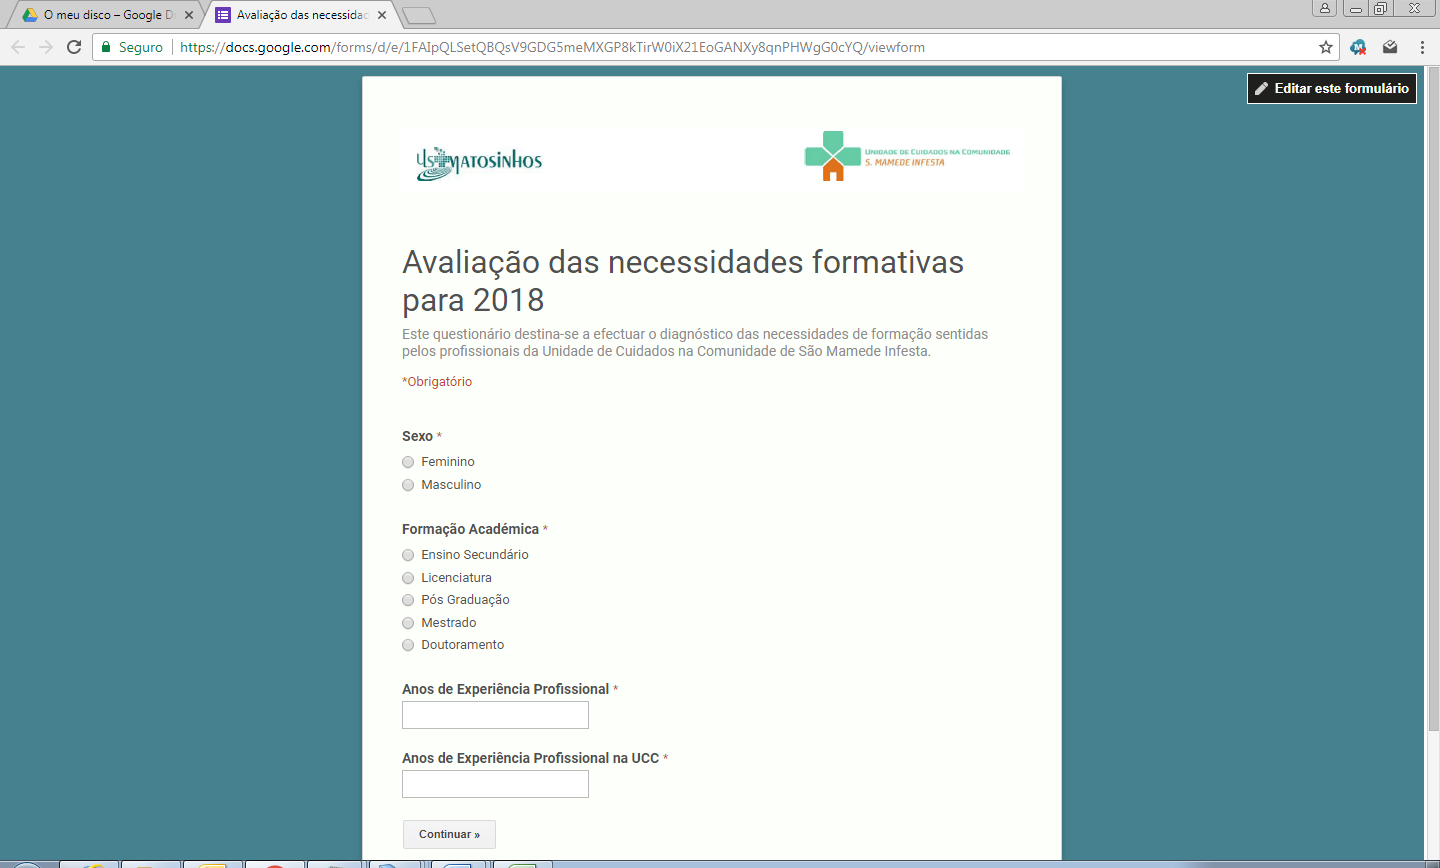 O meu disco – Google D
Avaliação das necessidad
Seguro
https://docs.google.com/forms/d/e/1FAIpQLSetQBQsV9GDG5meMXGP8kTirW0iX21EoGANXy8qnPHWgG0cYQ/viewform
Editar este formulário
US MATOSINHOS
UNIDADE DE CUIDADOS NA COMUNIDADE
S. MAMEDE INFESTA
Avaliação das necessidades formativas
para 2018
Este questionário destina-se a efectuar o diagnóstico das necessidades de formação sentidas
pelos profissionais da Unidade de Cuidados na Comunidade de São Mamede Infesta.
*Obrigatório
Sexo *
Feminino
Masculino
Formação Académica *
Ensino Secundário
Licenciatura
Pós Graduação
Mestrado
Doutoramento
Anos de Experiência Profissional *
Anos de Experiência Profissional na UCC *
Continuar »